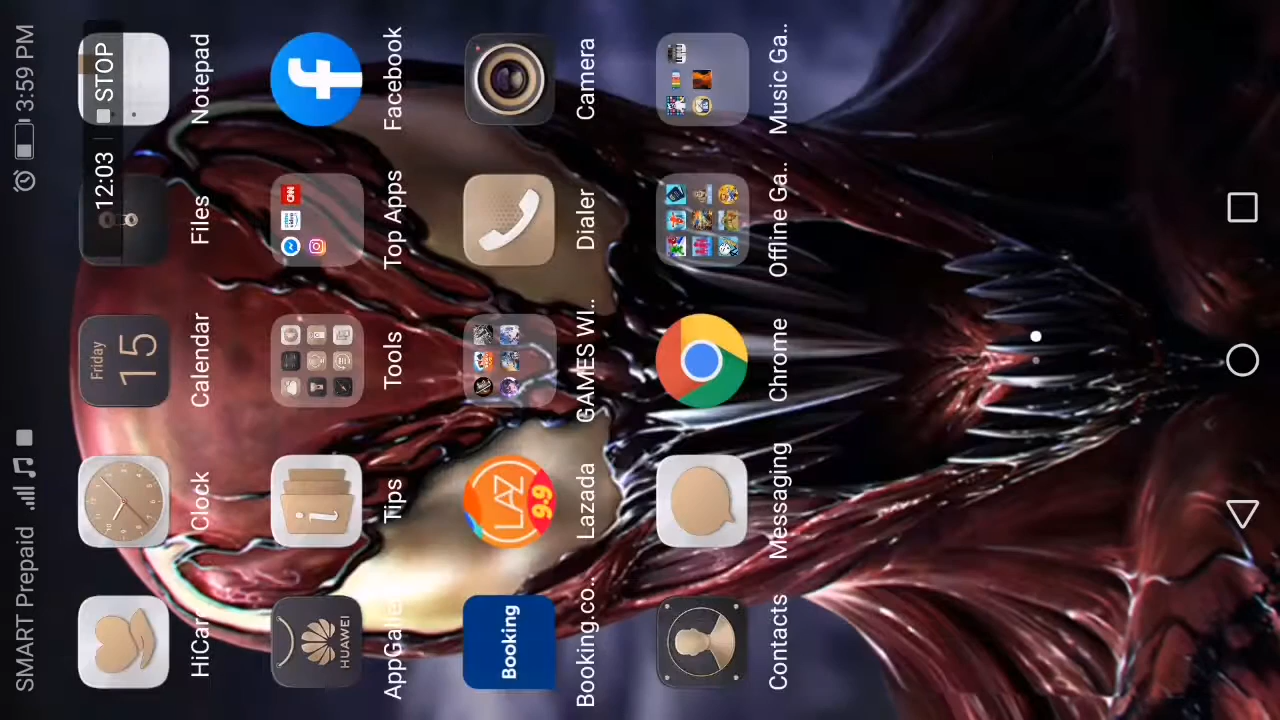 SMART Prepaid 3:59 PM
12:03 STOP
Friday
15
HiCar
Clock
Calendar
Files
Notepad
HUAWEI
i
CNN
AppGalle
Tips
Tools
Top Apps
Facebook
Booking
LAZ
9.9
Booking.co..
Lazada
GAMES WI..
Dialer
Camera
Contacts
Messaging
Chrome
Offline Ga..
Music Ga..